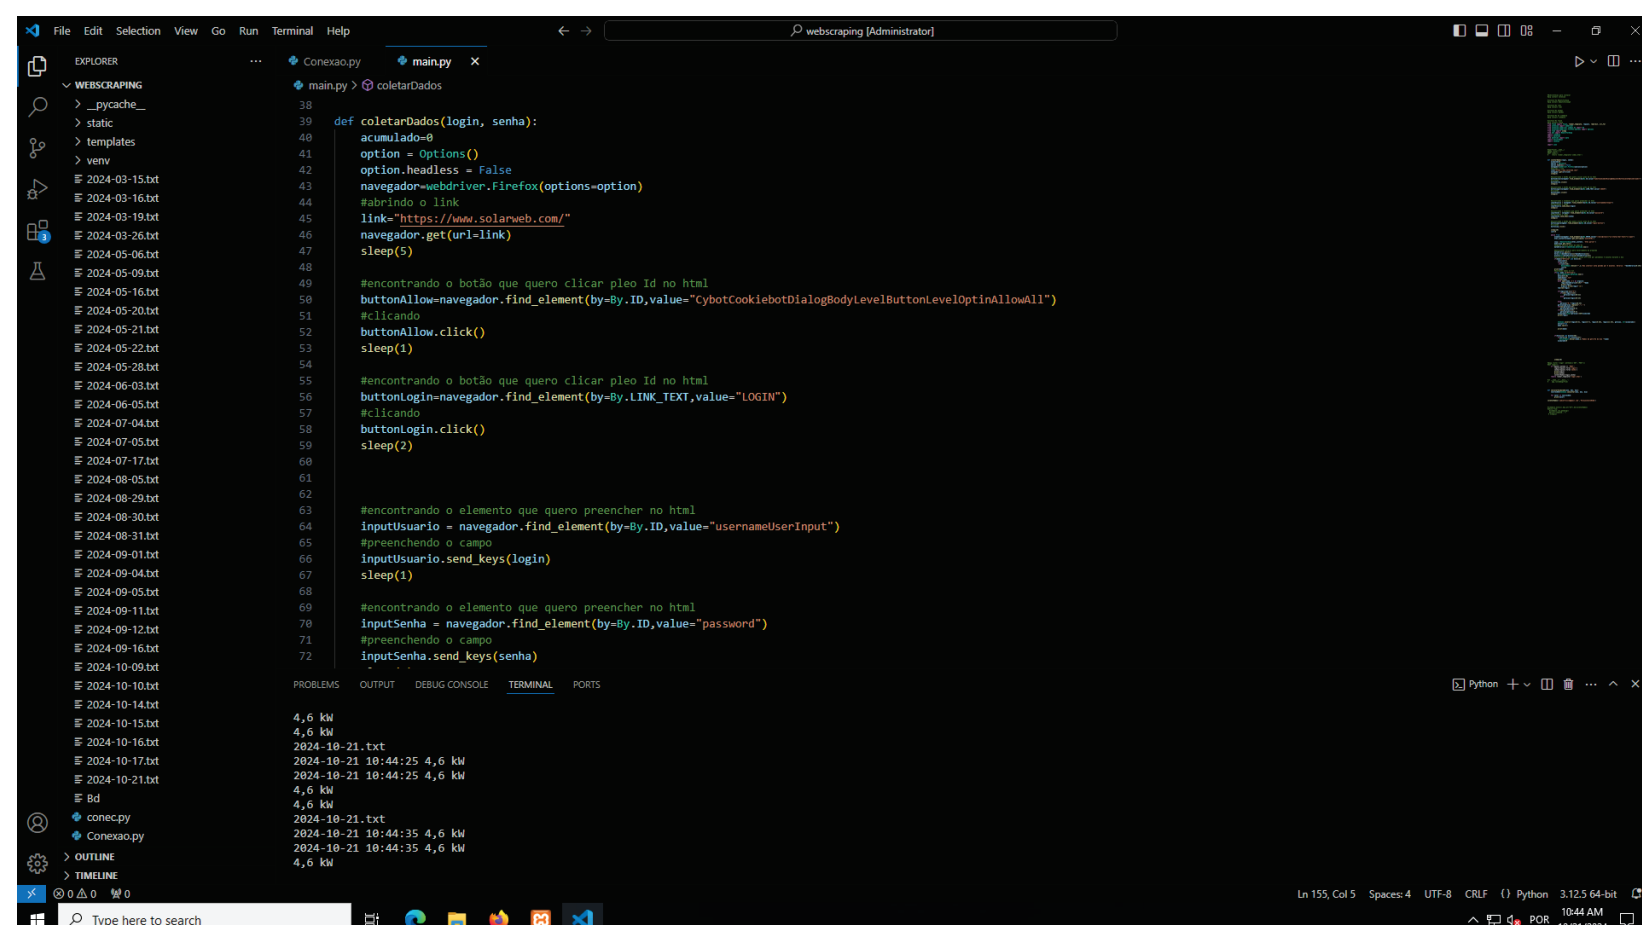 File Edit Selection View Go Run Terminal Help
webscraping [Administrator]
EXPLORER
WEBSCRAPING
__pycache__
static
templates
venv
2024-03-15.txt
2024-03-16.txt
2024-03-19.txt
2024-03-26.txt
2024-05-06.txt
2024-05-09.txt
2024-05-16.txt
2024-05-20.txt
2024-05-21.txt
2024-05-22.txt
2024-05-28.txt
2024-06-03.txt
2024-06-05.txt
2024-07-04.txt
2024-07-05.txt
2024-07-17.txt
2024-08-05.txt
2024-08-29.txt
2024-08-30.txt
2024-08-31.txt
2024-09-01.txt
2024-09-04.txt
2024-09-05.txt
2024-09-11.txt
2024-09-12.txt
2024-09-16.txt
2024-10-09.txt
2024-10-10.txt
2024-10-14.txt
2024-10-15.txt
2024-10-16.txt
2024-10-17.txt
2024-10-21.txt
Bd
conec.py
Conexao.py
OUTLINE
TIMELINE
3
Conexao.py main.py
main.py > coletarDados
38
39 def coletarDados(login, senha):
40 acumulado=0
41 option = Options()
42 option.headless = False
43 navegador=webdriver.Firefox(options=option)
44 #abrindo o link
45 link="https://www.solarweb.com/"
46 navegador.get(url=link)
47 sleep(5)
48
49 #encontrando o botão que quero clicar pleo Id no html
50 buttonAllow=navegador.find_element(by=By.ID,value="CybotCookiebotDialogBodyLevelButtonLevelOptinAllowAll")
51 #clicando
52 buttonAllow.click()
53 sleep(1)
54
55 #encontrando o botão que quero clicar pleo Id no html
56 buttonLogin=navegador.find_element(by=By.LINK_TEXT,value="LOGIN")
57 #clicando
58 buttonLogin.click()
59 sleep(2)
60
61
62
63 #encontrando o elemento que quero preencher no html
64 inputUsuario = navegador.find_element(by=By.ID,value="usernameUserInput")
65 #preenchendo o campo
66 inputUsuario.send_keys(login)
67 sleep(1)
68
69 #encontrando o elemento que quero preencher no html
70 inputSenha = navegador.find_element(by=By.ID,value="password")
71 #preenchendo o campo
72 inputSenha.send_keys(senha)
PROBLEMS OUTPUT DEBUG CONSOLE TERMINAL PORTS
Python
4,6 kW
4,6 kW
2024-10-21.txt
2024-10-21 10:44:25 4,6 kW
2024-10-21 10:44:25 4,6 kW
4,6 kW
4,6 kW
2024-10-21.txt
2024-10-21 10:44:35 4,6 kW
2024-10-21 10:44:35 4,6 kW
4,6 kW
0 0 0
Ln 155, Col 5 Spaces: 4 UTF-8 CRLF {} Python 3.12.5 64-bit
Type here to search
POR
10:44 AM